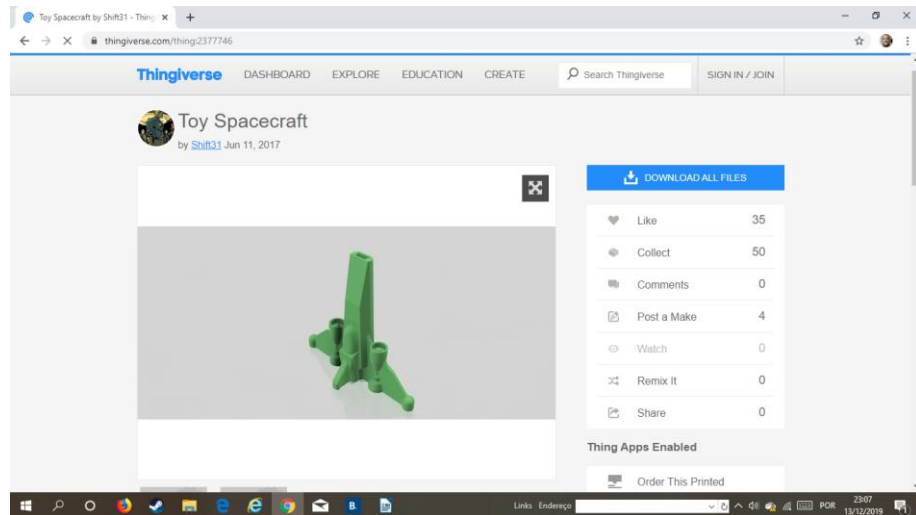 Toy Spacecraft by Shift31 - Thing
thingiverse.com/thing:2377746
Thingiverse DASHBOARD EXPLORE EDUCATION CREATE Search Thingiverse SIGN IN / JOIN
Toy Spacecraft
by Shift31 Jun 11, 2017
DOWNLOAD ALL FILES
Like 35
Collect 50
Comments 0
Post a Make 4
Watch 0
Remix It 0
Share 0
Thing Apps Enabled
Order This Printed
Links Endereço POR 23:07
13/12/2019